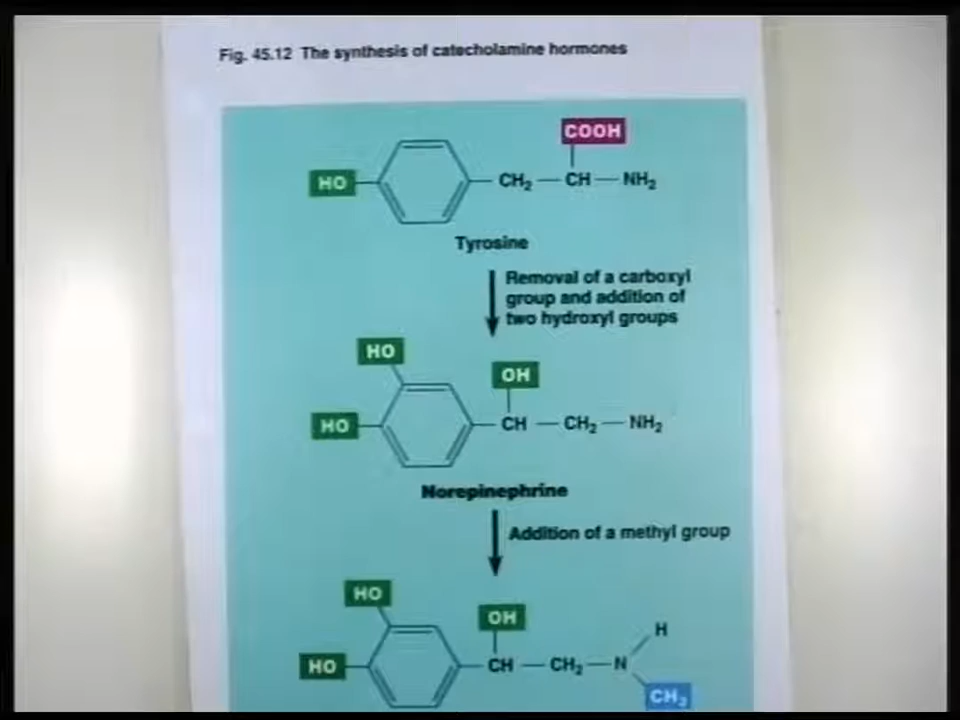 Fig. 45.12 The synthesis of catecholamine hormones
COOH
HO
CH₂ — CH — NH₂
Tyrosine
Removal of a carboxyl
group and addition of
two hydroxyl groups
HO
OH
HO
CH — CH₂ — NH₂
Norepinephrine
Addition of a methyl group
HO
OH
H
HO
CH — CH₂ — N
CH₃